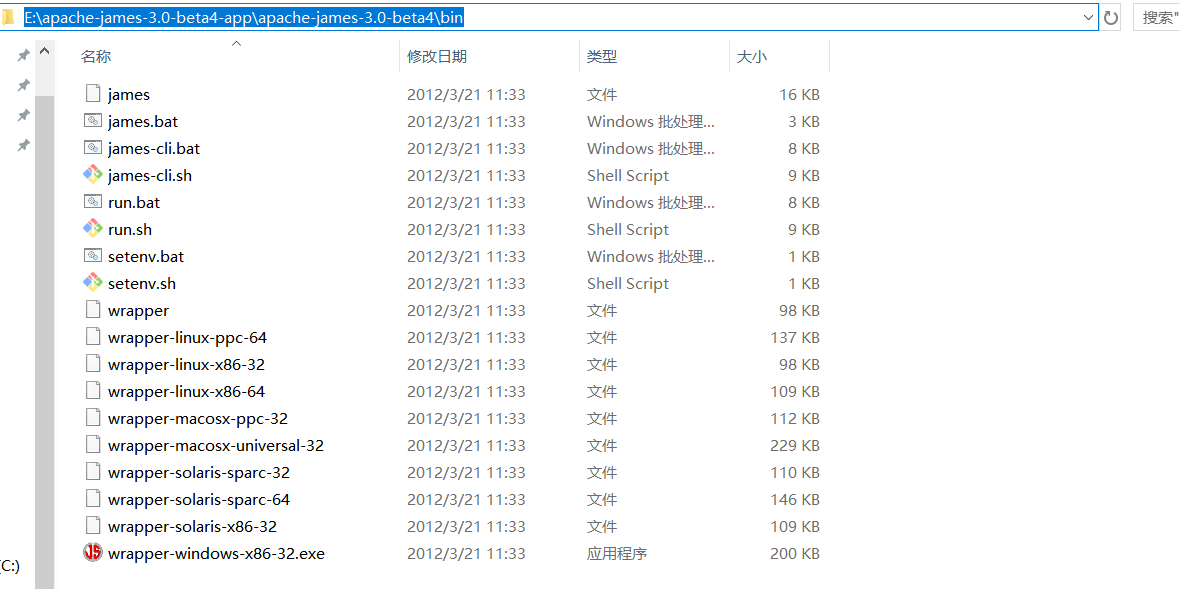 E:\apache-james-3.0-beta4-app\apache-james-3.0-beta4\bin 搜索"
名称 修改日期 类型 大小
james 2012/3/21 11:33 文件 16 KB
james.bat 2012/3/21 11:33 Windows 批处理... 3 KB
james-cli.bat 2012/3/21 11:33 Windows 批处理... 8 KB
james-cli.sh 2012/3/21 11:33 Shell Script 9 KB
run.bat 2012/3/21 11:33 Windows 批处理... 8 KB
run.sh 2012/3/21 11:33 Shell Script 9 KB
setenv.bat 2012/3/21 11:33 Windows 批处理... 1 KB
setenv.sh 2012/3/21 11:33 Shell Script 1 KB
wrapper 2012/3/21 11:33 文件 98 KB
wrapper-linux-ppc-64 2012/3/21 11:33 文件 137 KB
wrapper-linux-x86-32 2012/3/21 11:33 文件 98 KB
wrapper-linux-x86-64 2012/3/21 11:33 文件 109 KB
wrapper-macosx-ppc-32 2012/3/21 11:33 文件 112 KB
wrapper-macosx-universal-32 2012/3/21 11:33 文件 229 KB
wrapper-solaris-sparc-32 2012/3/21 11:33 文件 110 KB
wrapper-solaris-sparc-64 2012/3/21 11:33 文件 146 KB
wrapper-solaris-x86-32 2012/3/21 11:33 文件 109 KB
wrapper-windows-x86-32.exe 2012/3/21 11:33 应用程序 200 KB
(C:)